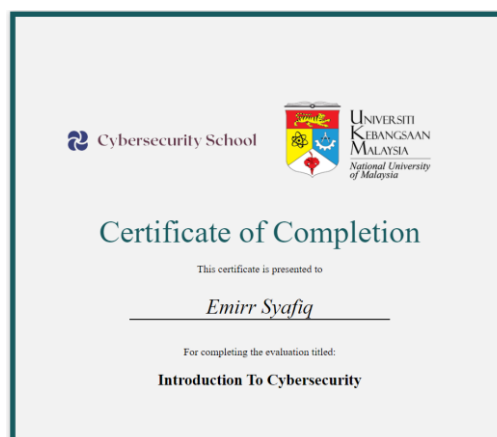 Cybersecurity School
UNIVERSITI
KEBANGSAAN
MALAYSIA
National University
of Malaysia
Certificate of Completion
This certificate is presented to
Emirr Syafiq
For completing the evaluation titled:
Introduction To Cybersecurity